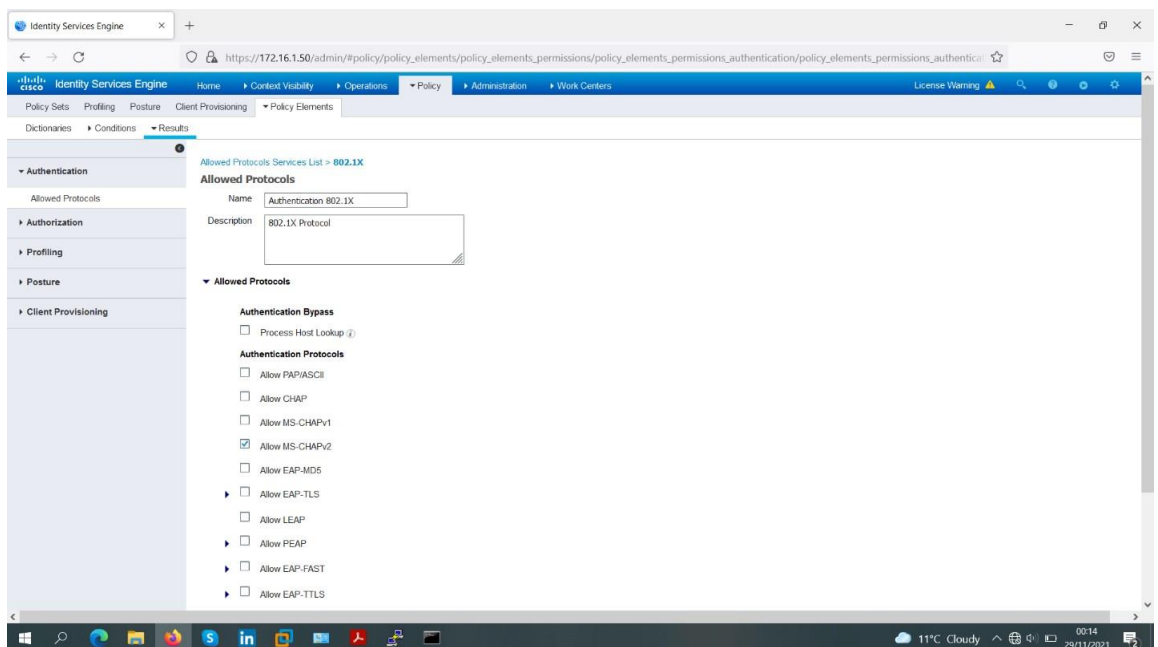 Identity Services Engine
https://172.16.1.50/admin/#policy/policy_elements/policy_elements_permissions/policy_elements_permissions_authentication/policy_elements_permissions_authenticat
cisco Identity Services Engine Home Context Visibility Operations Policy Administration Work Centers License Warning
Policy Sets Profiling Posture Client Provisioning Policy Elements
Dictionaries Conditions Results
Authentication
Allowed Protocols
Authorization
Profiling
Posture
Client Provisioning
Allowed Protocols Services List > 802.1X
Allowed Protocols
Name Authentication 802.1X
Description 802.1X Protocol
Allowed Protocols
Authentication Bypass
Process Host Lookup
Authentication Protocols
Allow PAP/ASCII
Allow CHAP
Allow MS-CHAPv1
Allow MS-CHAPv2
Allow EAP-MD5
Allow EAP-TLS
Allow LEAP
Allow PEAP
Allow EAP-FAST
Allow EAP-TTLS
11°C Cloudy
00:14
29/11/2021